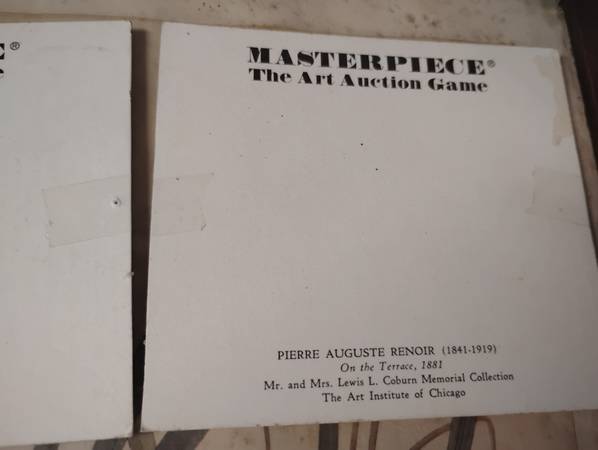 E®
MASTERPIECE®
The Art Auction Game
PIERRE AUGUSTE RENOIR (1841-1919)
On the Terrace, 1881
Mr. and Mrs. Lewis L. Coburn Memorial Collection
The Art Institute of Chicago